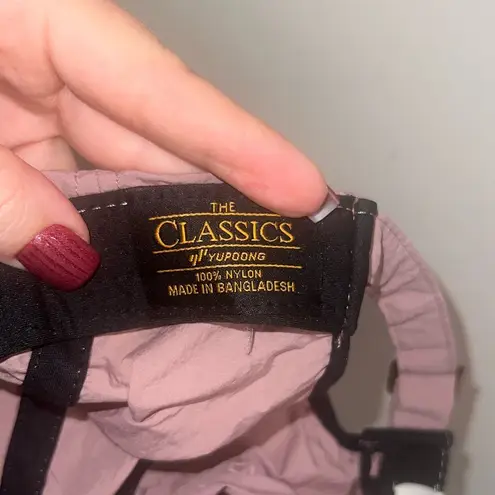 THE
CLASSICS
YUPOONG
100% NYLON
MADE IN BANGLADESH